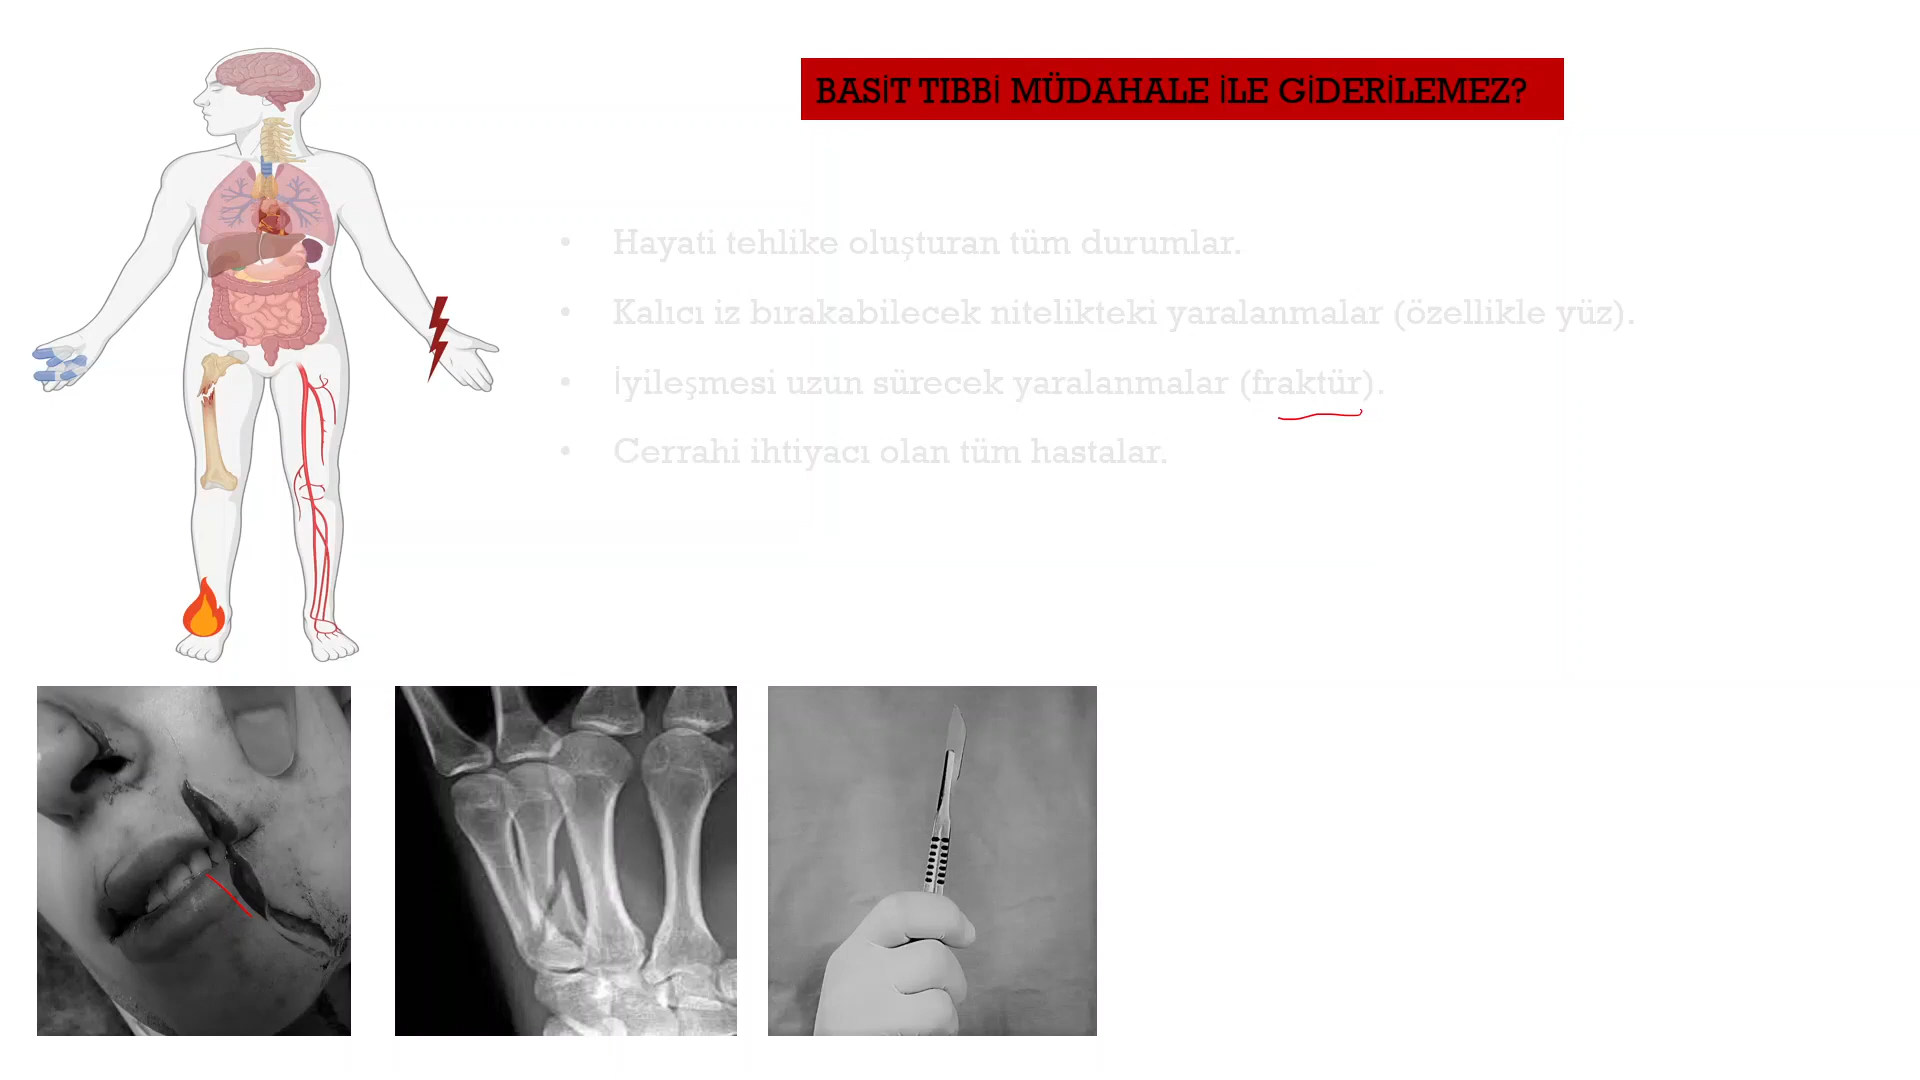 BASİT TIBBİ MÜDAHALE İLE GİDERİLEMEZ?
• Hayati tehlike oluşturan tüm durumlar.
• Kalıcı iz bırakabilecek nitelikteki yaralanmalar (özellikle yüz).
• İyileşmesi uzun sürecek yaralanmalar (fraktür).
• Cerrahi ihtiyacı olan tüm hastalar.